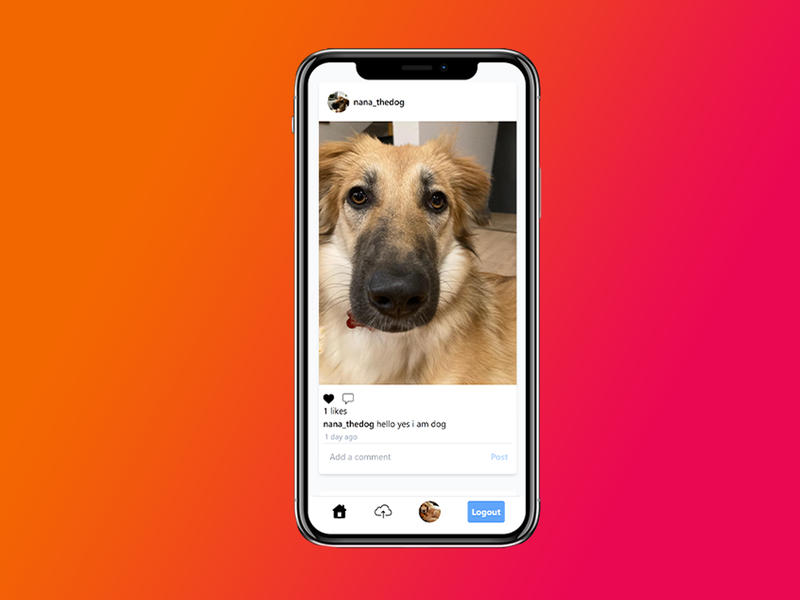 nana_thedog
1 likes
nana_thedog hello yes i am dog
1 day ago
Add a comment Post
Logout